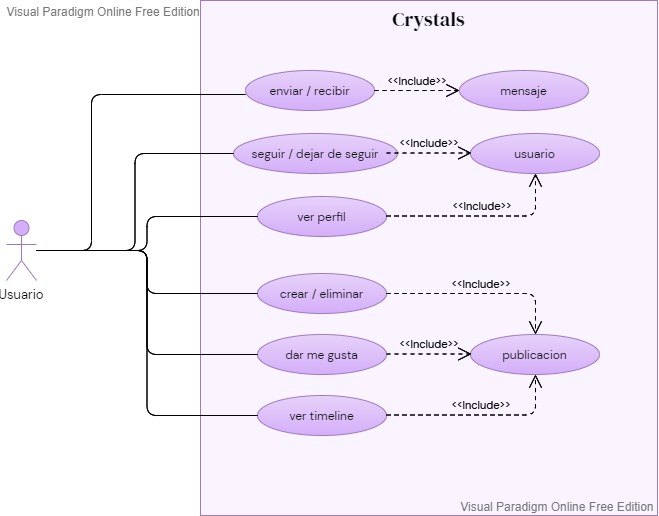 Visual Paradigm Online Free Edition
Crystals
enviar / recibir
<<Include>>
mensaje
seguir / dejar de seguir
<<Include>>
usuario
ver perfil
<<Include>>
Usuario
crear / eliminar
<<Include>>
dar me gusta
<<Include>>
publicacion
ver timeline
<<Include>>
Visual Paradigm Online Free Edition